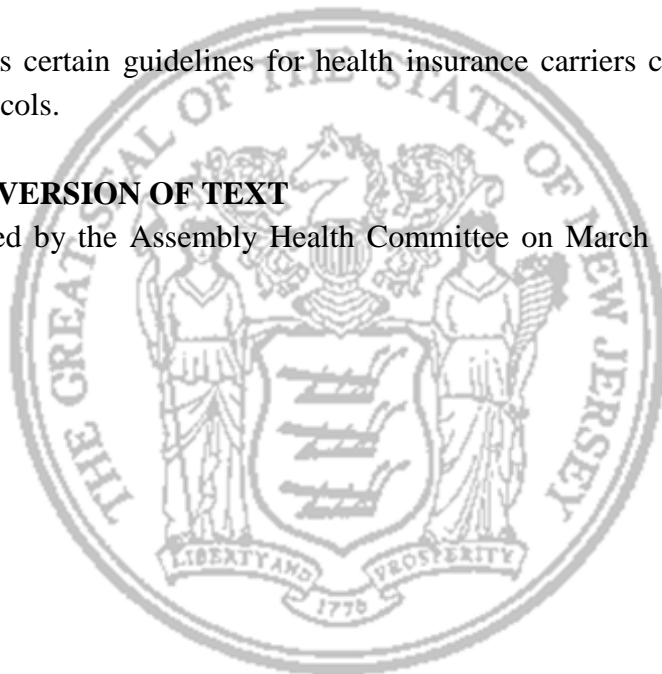 s certain guidelines for health insurance carriers c
cols.
VERSION OF TEXT
ed by the Assembly Health Committee on March
THE GREAT SEAL OF THE STATE OF NEW JERSEY
LIBERTY AND PROSPERITY
1776